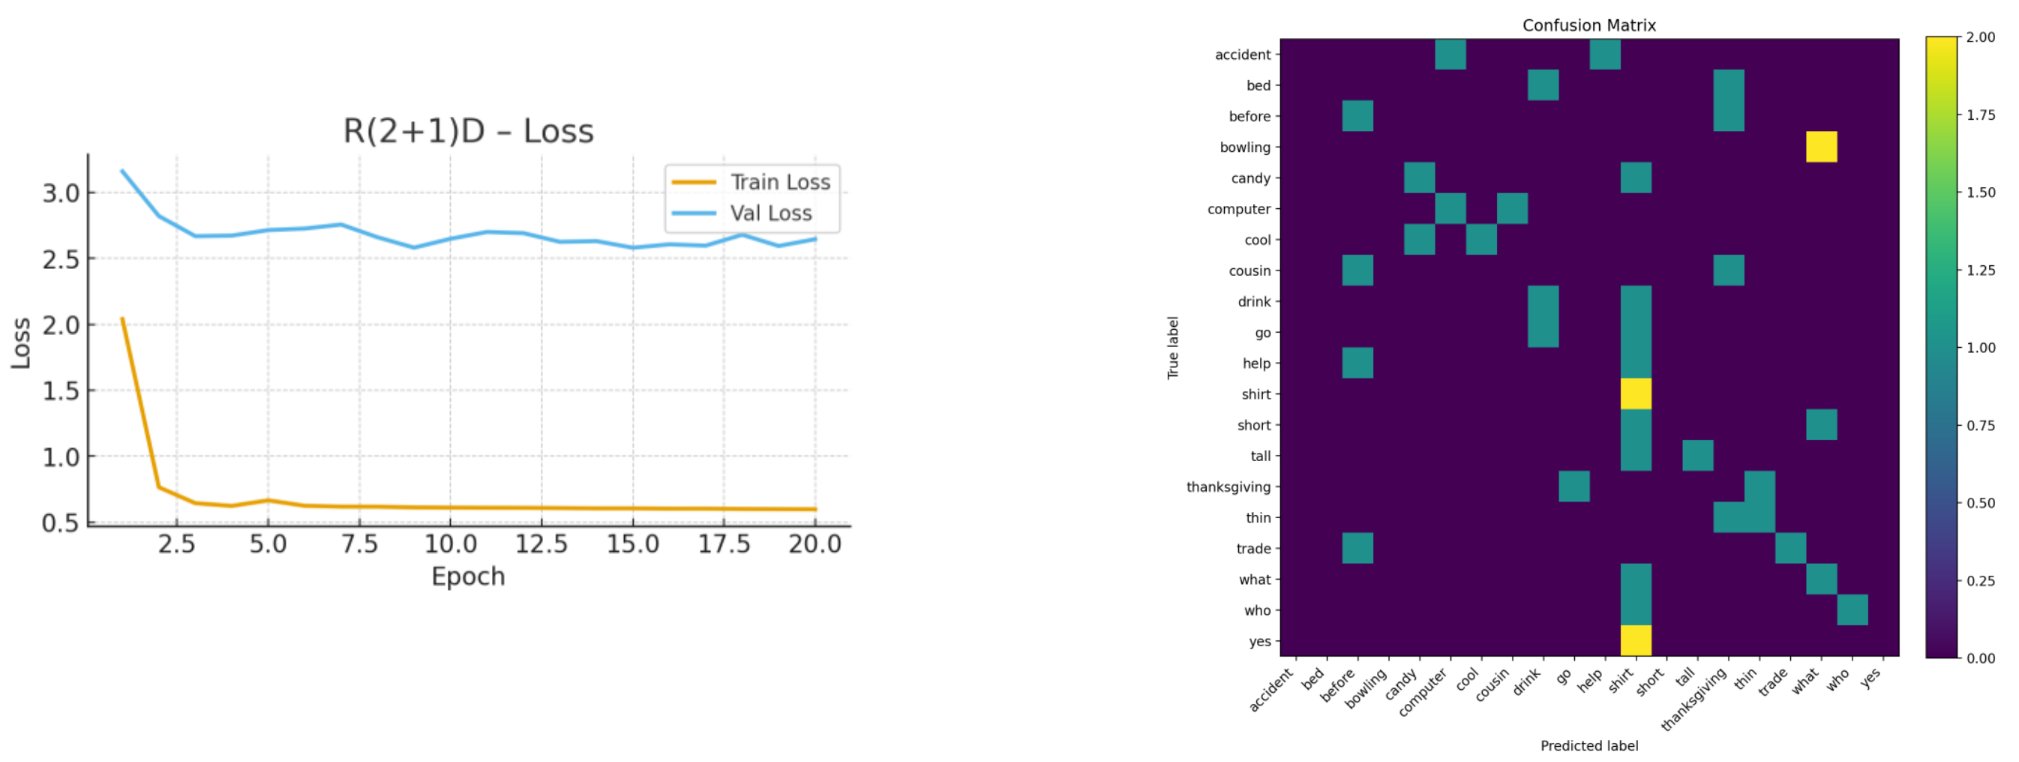 R(2+1)D – Loss
Train Loss
Val Loss
3.0
2.5
2.0
1.5
1.0
0.5
Loss
2.5 5.0 7.5 10.0 12.5 15.0 17.5 20.0
Epoch
Confusion Matrix
accident
bed
before
bowling
candy
computer
cool
cousin
drink
go
help
shirt
short
tall
thanksgiving
thin
trade
what
who
yes
True label
accident bed before bowling candy computer cool cousin drink go help shirt short tall thanksgiving thin trade what who yes
Predicted label
2.00
1.75
1.50
1.25
1.00
0.75
0.50
0.25
0.00